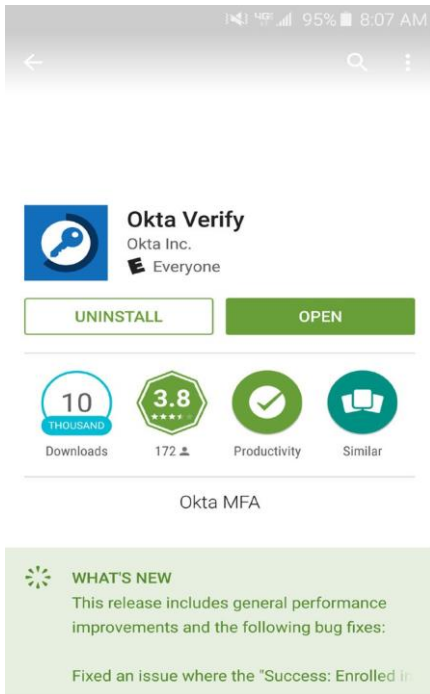 4G 95% 8:07 AM
Okta Verify
Okta Inc.
E Everyone
UNINSTALL
OPEN
10
THOUSAND
Downloads
3.8
172
Productivity
Similar
Okta MFA
WHAT'S NEW
This release includes general performance
improvements and the following bug fixes:
Fixed an issue where the "Success: Enrolled in